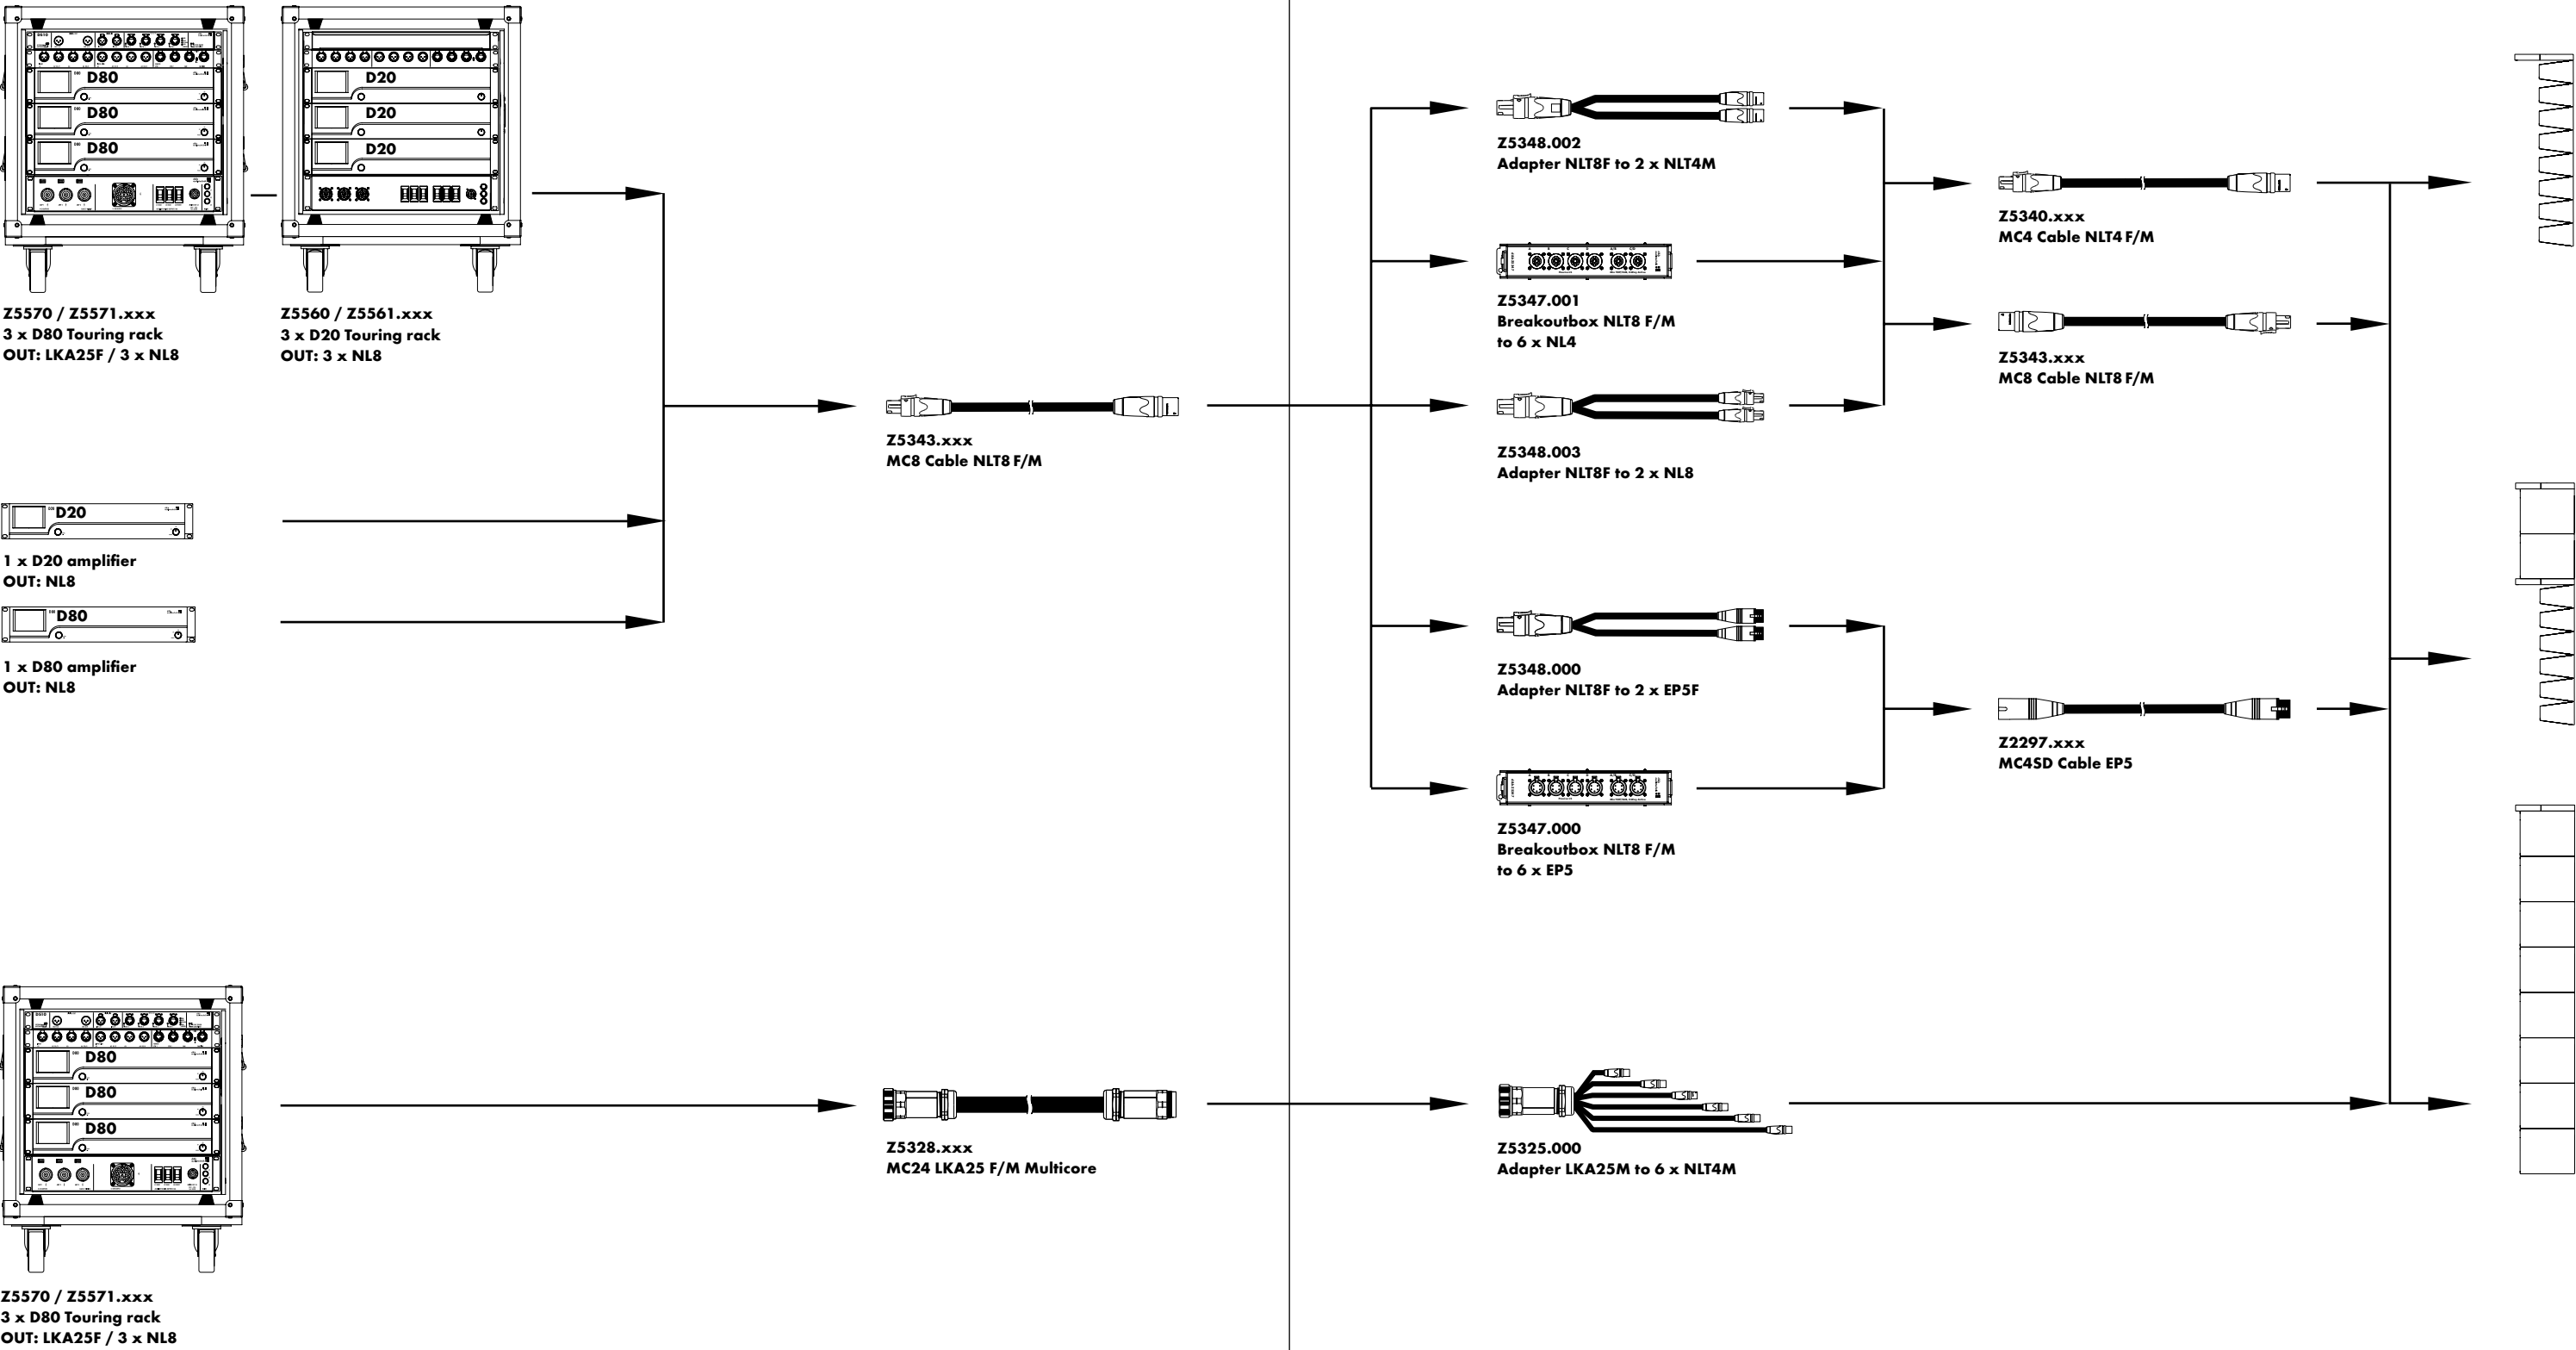 D80
D80
D80
D20
D20
D20
Z5570 / Z5571.xxx
3 x D80 Touring rack
OUT: LKA25F / 3 x NL8
Z5560 / Z5561.xxx
3 x D20 Touring rack
OUT: 3 x NL8
D20
1 x D20 amplifier
OUT: NL8
D80
1 x D80 amplifier
OUT: NL8
Z5343.xxx
MC8 Cable NLT8 F/M
Z5348.002
Adapter NLT8F to 2 x NLT4M
Z5347.001
Breakoutbox NLT8 F/M
to 6 x NL4
Z5348.003
Adapter NLT8F to 2 x NL8
Z5348.000
Adapter NLT8F to 2 x EP5F
Z5347.000
Breakoutbox NLT8 F/M
to 6 x EP5
Z5340.xxx
MC4 Cable NLT4 F/M
Z5343.xxx
MC8 Cable NLT8 F/M
Z2297.xxx
MC4SD Cable EP5
D80
D80
D80
Z5570 / Z5571.xxx
3 x D80 Touring rack
OUT: LKA25F / 3 x NL8
Z5328.xxx
MC24 LKA25 F/M Multicore
Z5325.000
Adapter LKA25M to 6 x NLT4M